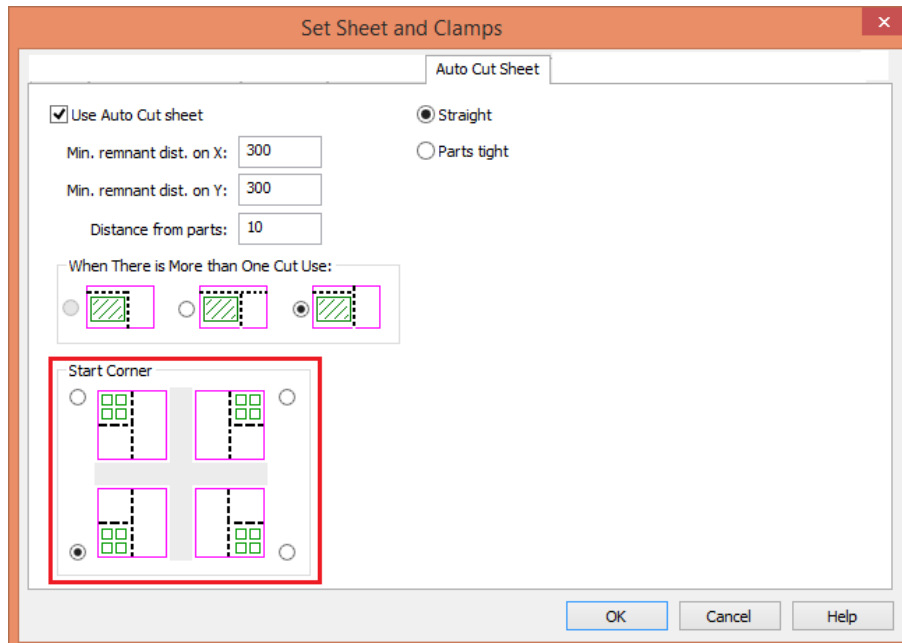 Set Sheet and Clamps
Auto Cut Sheet
Use Auto Cut sheet
Straight
Min. remnant dist. on X: 300
Parts tight
Min. remnant dist. on Y: 300
Distance from parts: 10
When There is More than One Cut Use:
Start Corner
OK Cancel Help